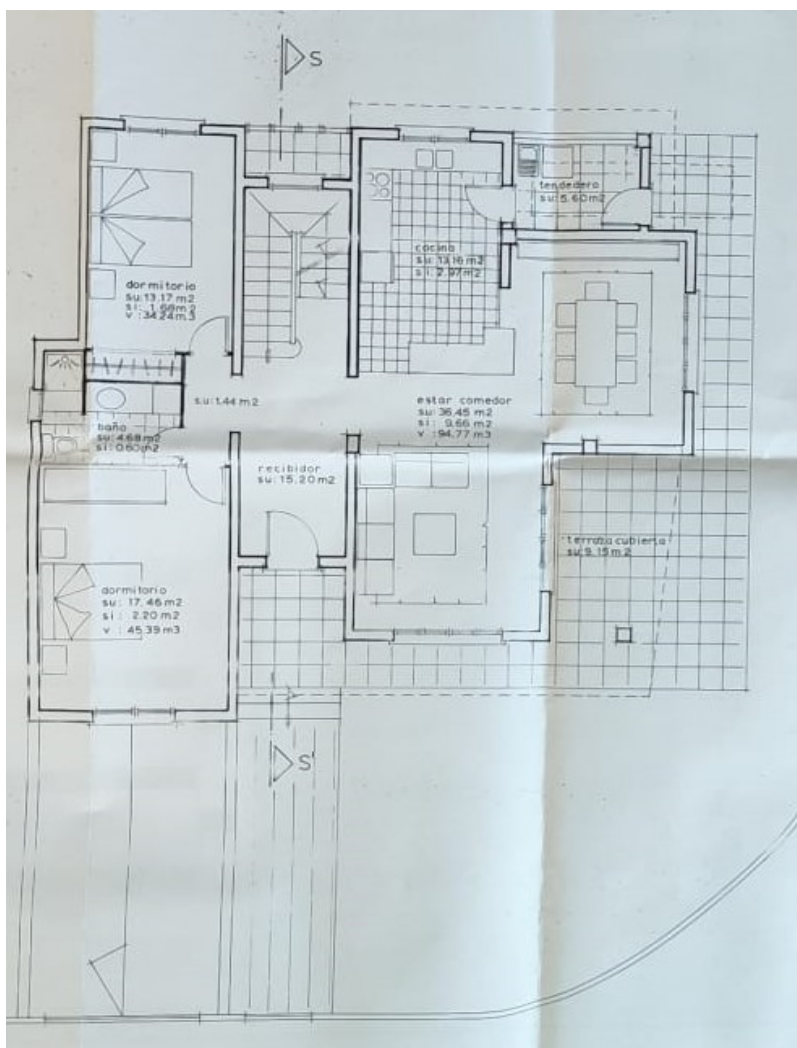 S
tendedero
su: 5.60 m2
cocina
su: 13,16 m2
si: 2.97 m2
dormitorio
su: 13,17 m2
si: 1,68 m2
v : 34.24 m3
s.u: 1.44 m2
estar comedor
su: 36,45 m2
si : 9,66 m2
v : 94.77 m3
baño
su: 4.68 m2
si: 0.60 m2
recibidor
su: 15.20 m2
terraza cubierta
su: 9.15 m2
dormitorio
su: 17,46 m2
si : 2.20 m2
v : 45.39 m3
S'